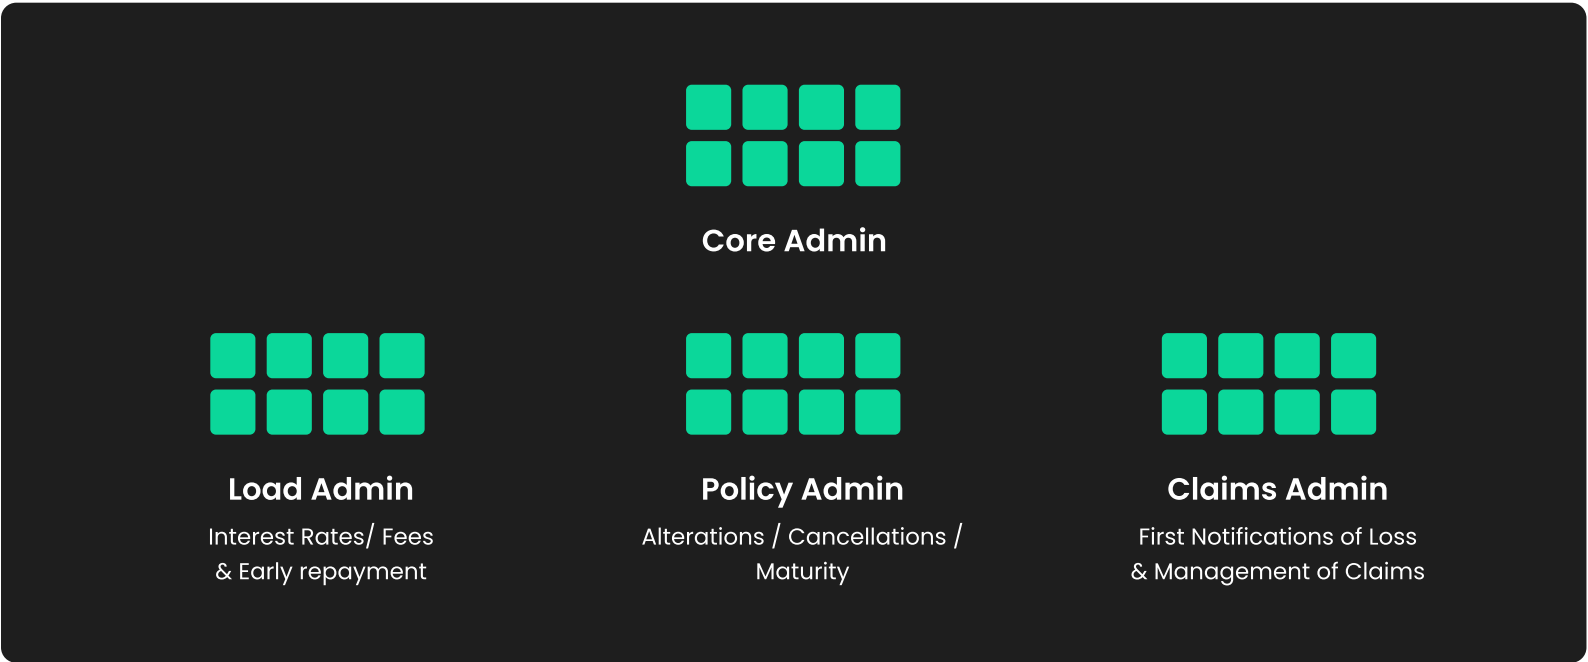 Core Admin
Load Admin
Policy Admin
Claims Admin
Interest Rates/ Fees
& Early repayment
Alterations / Cancellations /
Maturity
First Notifications of Loss
& Management of Claims